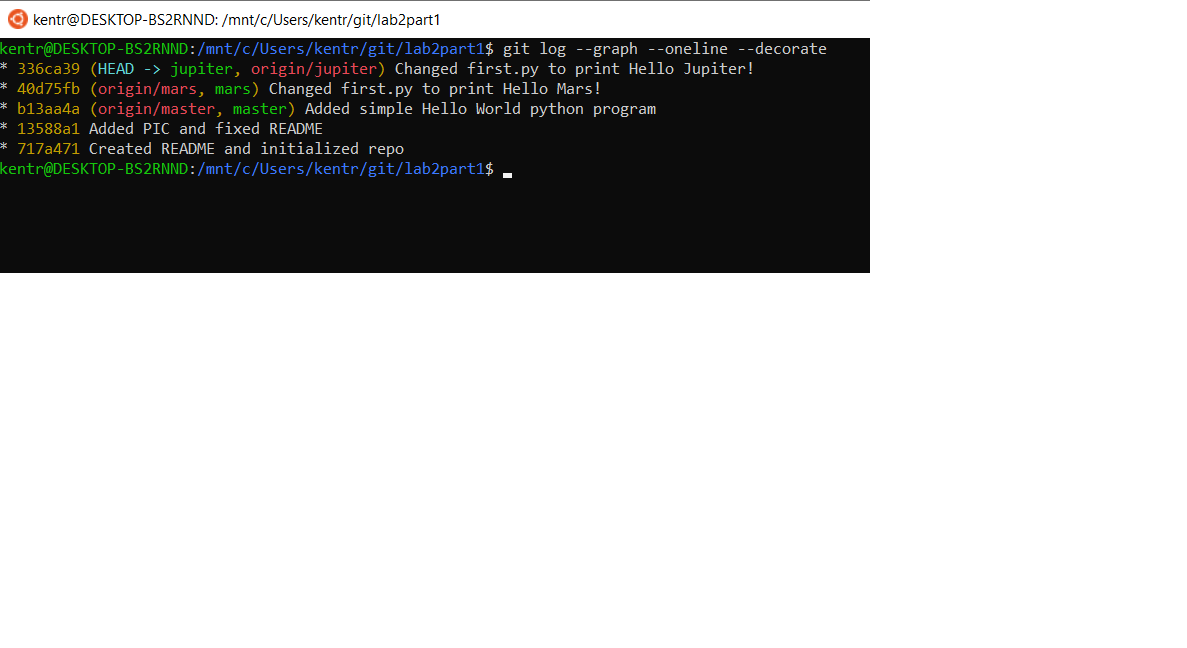 kentr@DESKTOP-BS2RNND: /mnt/c/Users/kentr/git/lab2part1
kentr@DESKTOP-BS2RNND:/mnt/c/Users/kentr/git/lab2part1$ git log --graph --oneline --decorate
* 336ca39 (HEAD -> jupiter, origin/jupiter) Changed first.py to print Hello Jupiter!
* 40d75fb (origin/mars, mars) Changed first.py to print Hello Mars!
* b13aa4a (origin/master, master) Added simple Hello World python program
* 13588a1 Added PIC and fixed README
* 717a471 Created README and initialized repo
kentr@DESKTOP-BS2RNND:/mnt/c/Users/kentr/git/lab2part1$